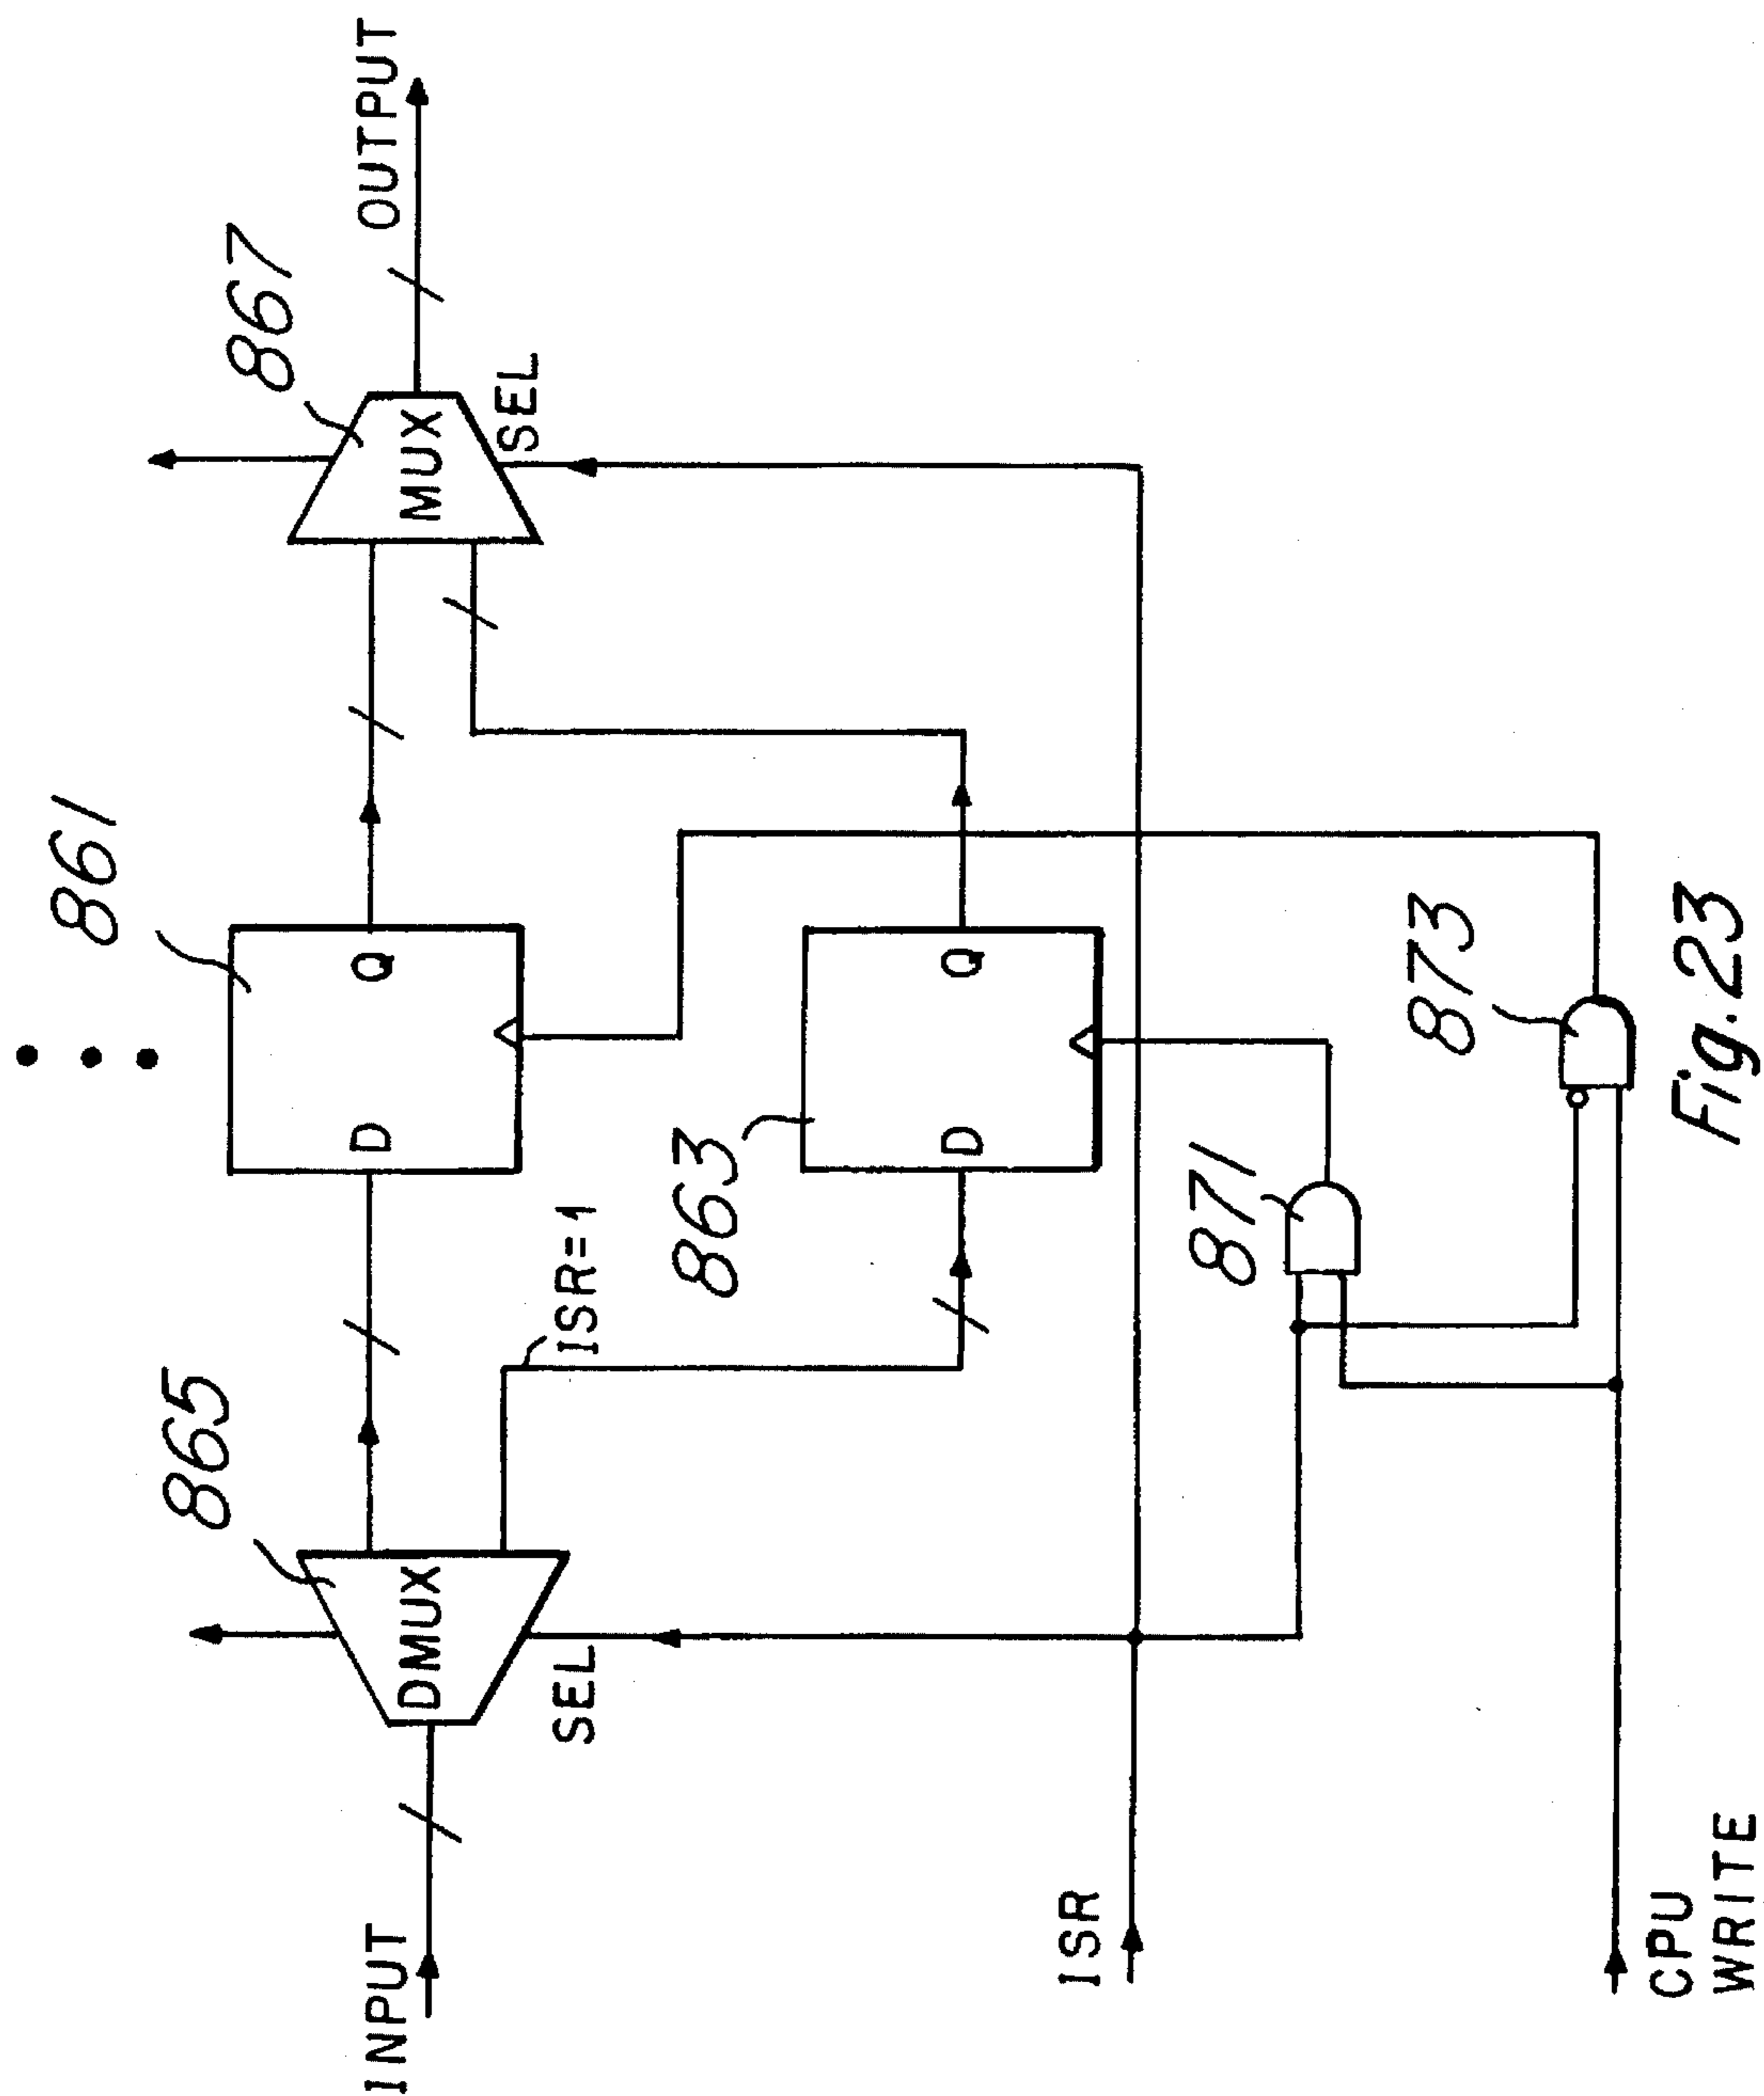 861
867
865
OUTPUT
INPUT
DMUX
D
Q
MUX
SEL
SEL
ISR=1
863
D
Q
ISR
871
873
CPU
WRITE
Fig. 23